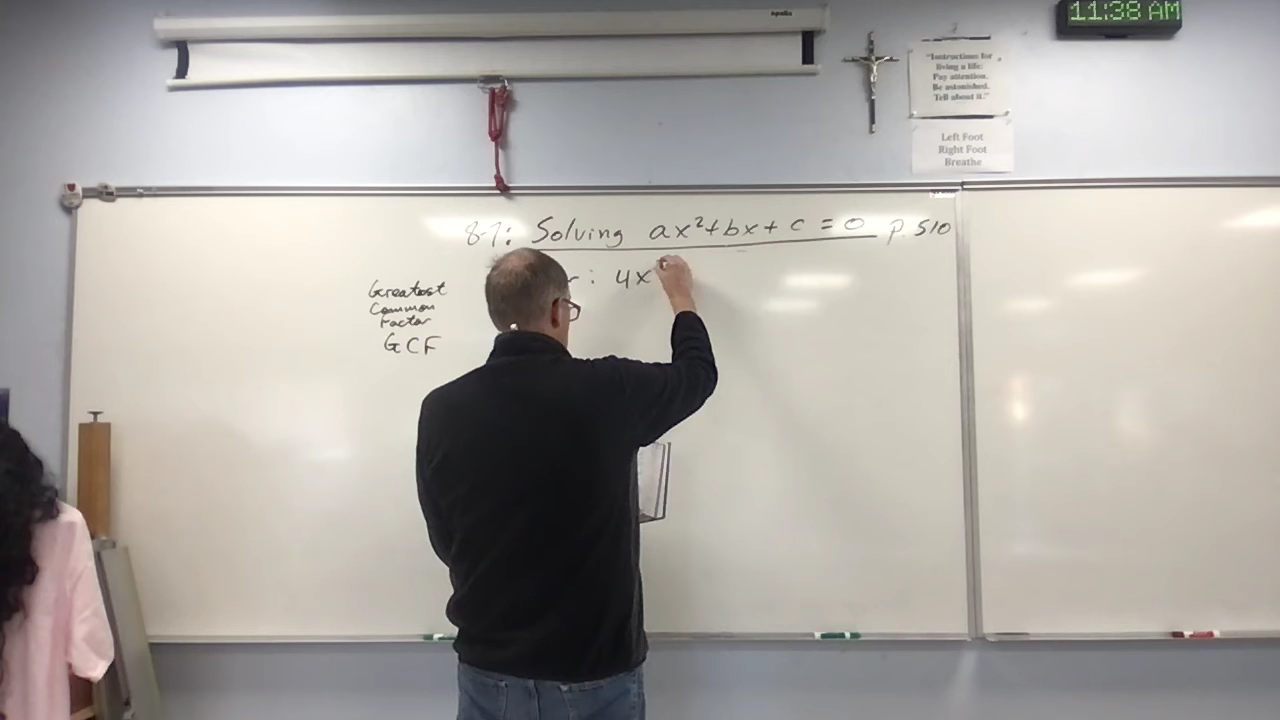 apollo
11:38 AM
"Instructions for
living a life:
Pay attention.
Be astonished.
Tell about it."
Left Foot
Right Foot
Breathe
8-7: Solving ax²+bx+c=0 p. 510
r: 4x
Greatest
Common
Factor
GCF